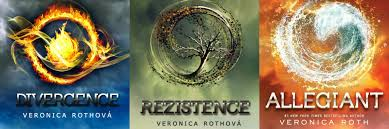 DIVERGENCE
VERONICA ROTHOVÁ
REZISTENCE
VERONICA ROTHOVÁ
ALLEGIANT
#1 NEW YORK TIMES BESTSELLING AUTHOR
VERONICA ROTH